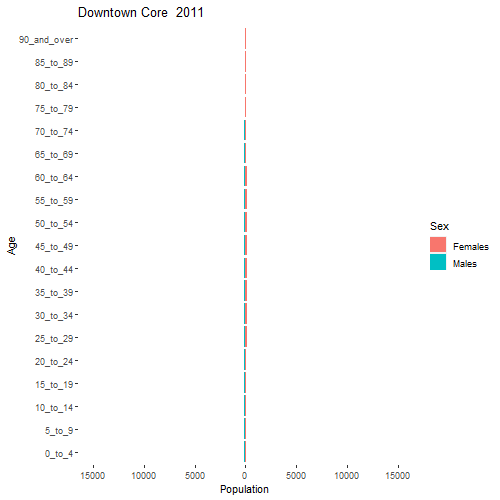 Downtown Core  2011
90_and_over
85_to_89
80_to_84
75_to_79
70_to_74
65_to_69
60_to_64
55_to_59
50_to_54
45_to_49
40_to_44
35_to_39
30_to_34
25_to_29
20_to_24
15_to_19
10_to_14
5_to_9
0_to_4
Age
15000 10000 5000 0 5000 10000 15000
Population
Sex
Females
Males